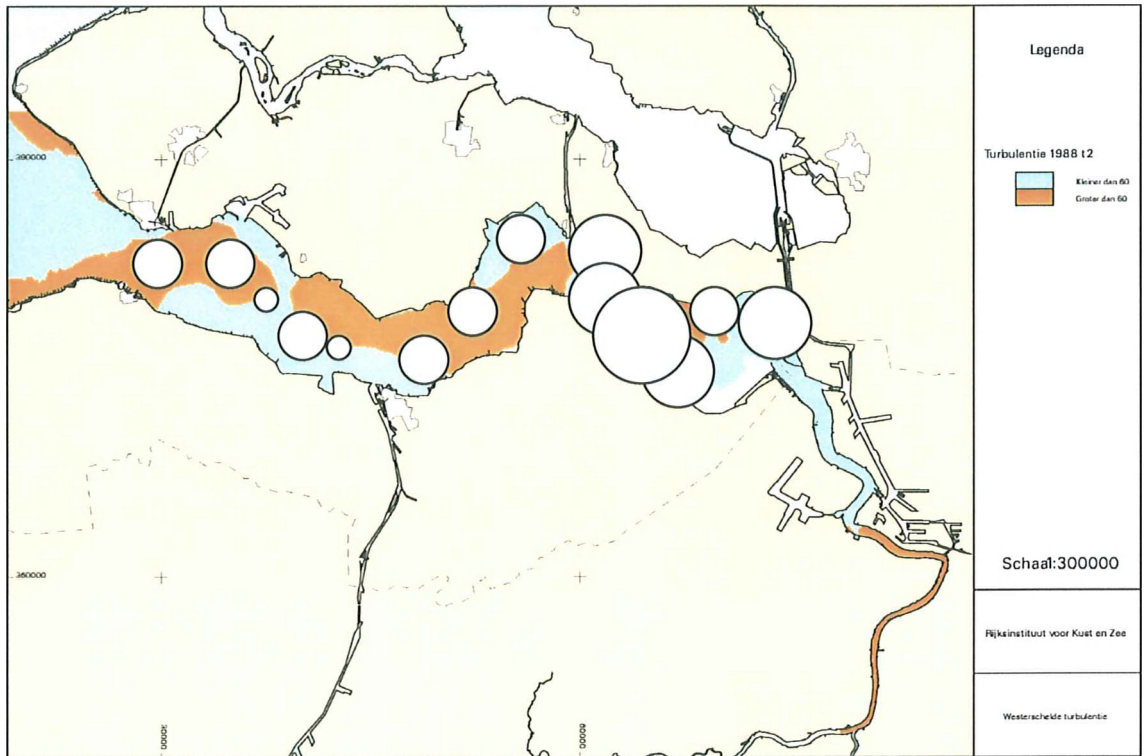 Legenda
Turbulentie 1988 t2
Kleiner dan 60
Groter dan 60
Schaal:300000
Rijksinstituut voor Kust en Zee
Westerschelde turbulentie
390000
360000